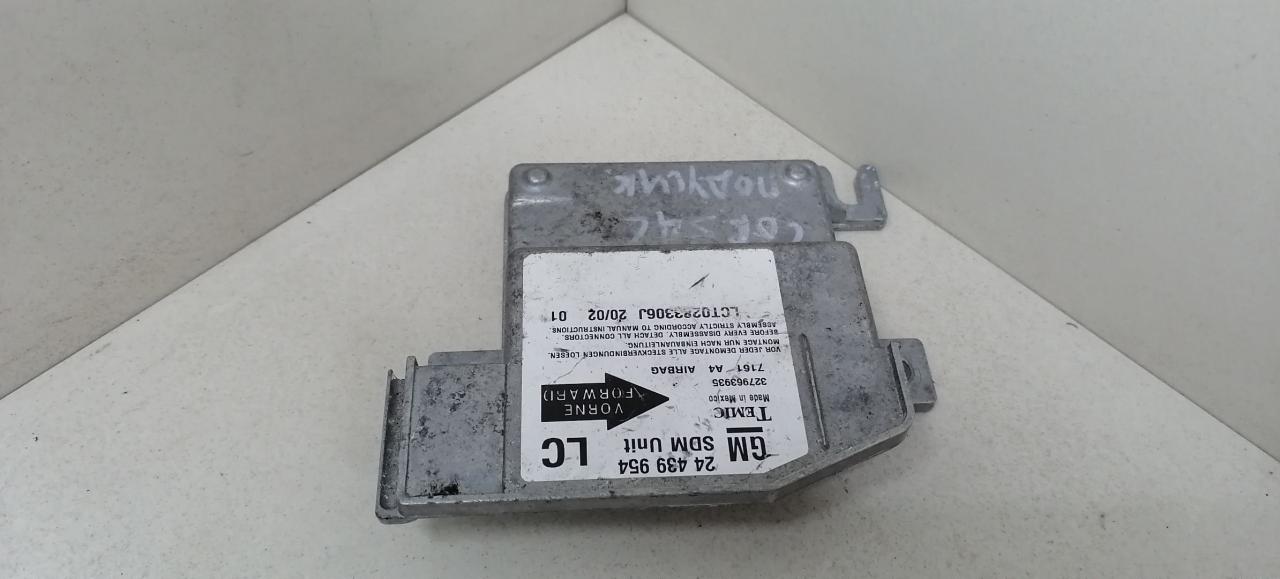 24 439 954
GM SDM Unit LC
TEMIC
Made in Mexico
VORNE
(FORWARD)
327963935
7161 A4 AIRBAG
VOR JEDER DEMONTAGE ALLE STECKVERBINDUNGEN LOESEN.
MONTAGE NUR NACH EINBAUANLEITUNG.
BEFORE EVERY DISASSEMBLY, DETACH ALL CONNECTORS.
ASSEMBLY STRICTLY ACCORDING TO MANUAL INSTRUCTIONS.
LCT0283306J 20/02 01